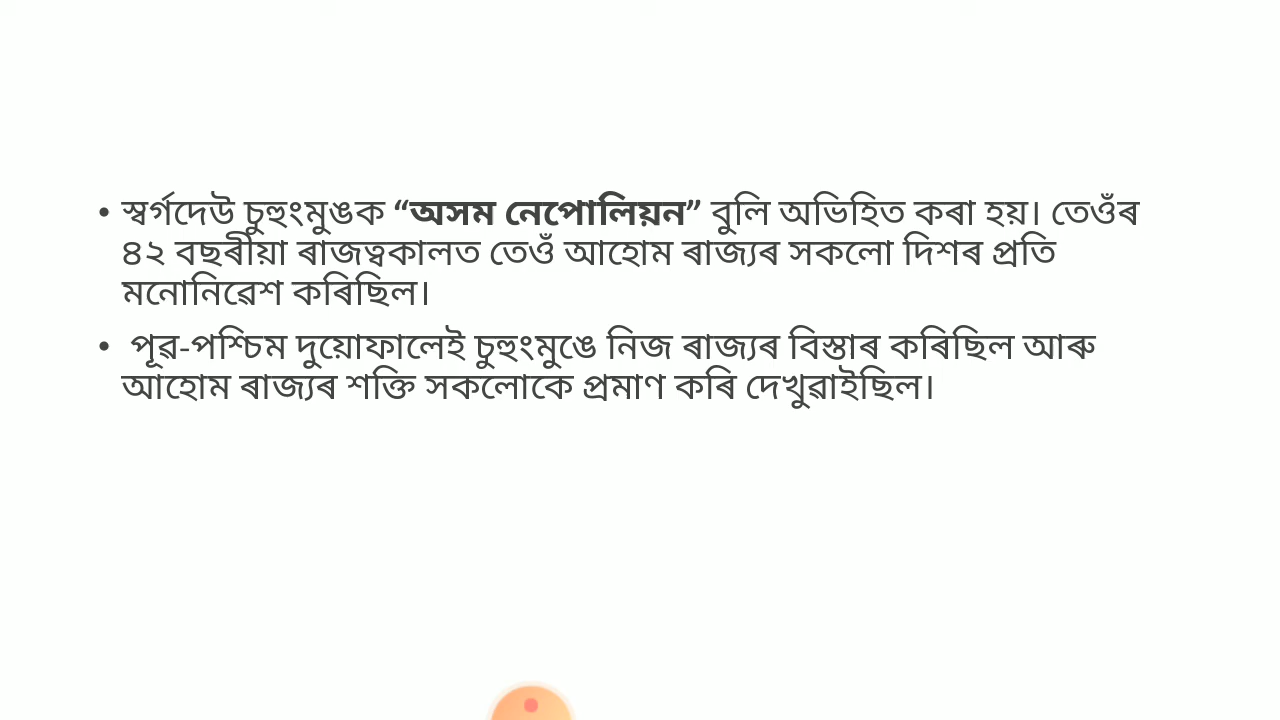 • স্বৰ্গদেউ চুহুংমুঙক “অসম নেপোলিয়ন” বুলি অভিহিত কৰা হয়। তেওঁৰ
৪২ বছৰীয়া ৰাজত্বকালত তেওঁ আহোম ৰাজ্যৰ সকলো দিশৰ প্ৰতি
মনোনিৱেশ কৰিছিল।
• পূৱ-পশ্চিম দুয়োফালেই চুহুংমুঙে নিজ ৰাজ্যৰ বিস্তাৰ কৰিছিল আৰু
আহোম ৰাজ্যৰ শক্তি সকলোকে প্ৰমাণ কৰি দেখুৱাইছিল।